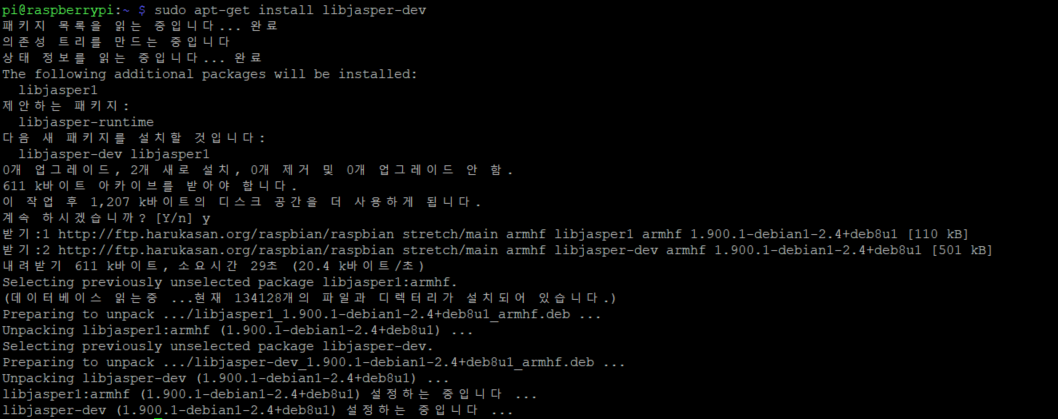 pi@raspberrypi:~ $ sudo apt-get install libjasper-dev
패키지 목록을 읽는 중입니다... 완료
의존성 트리를 만드는 중입니다
상태 정보를 읽는 중입니다... 완료
The following additional packages will be installed:
  libjasper1
제안하는 패키지:
  libjasper-runtime
다음 새 패키지를 설치할 것입니다:
  libjasper-dev libjasper1
0개 업그레이드, 2개 새로 설치, 0개 제거 및 0개 업그레이드 안 함.
611 k바이트 아카이브를 받아야 합니다.
이 작업 후 1,207 k바이트의 디스크 공간을 더 사용하게 됩니다.
계속 하시겠습니까? [Y/n] y
받기:1 http://ftp.harukasan.org/raspbian/raspbian stretch/main armhf libjasper1 armhf 1.900.1-debian1-2.4+deb8u1 [110 kB]
받기:2 http://ftp.harukasan.org/raspbian/raspbian stretch/main armhf libjasper-dev armhf 1.900.1-debian1-2.4+deb8u1 [501 kB]
내려받기 611 k바이트, 소요시간 29초 (20.4 k바이트/초)
Selecting previously unselected package libjasper1:armhf.
(데이터베이스 읽는중 ...현재 134128개의 파일과 디렉터리가 설치되어 있습니다.)
Preparing to unpack .../libjasper1_1.900.1-debian1-2.4+deb8u1_armhf.deb ...
Unpacking libjasper1:armhf (1.900.1-debian1-2.4+deb8u1) ...
Selecting previously unselected package libjasper-dev.
Preparing to unpack .../libjasper-dev_1.900.1-debian1-2.4+deb8u1_armhf.deb ...
Unpacking libjasper-dev (1.900.1-debian1-2.4+deb8u1) ...
libjasper1:armhf (1.900.1-debian1-2.4+deb8u1) 설정하는 중입니다 ...
libjasper-dev (1.900.1-debian1-2.4+deb8u1) 설정하는 중입니다 ...